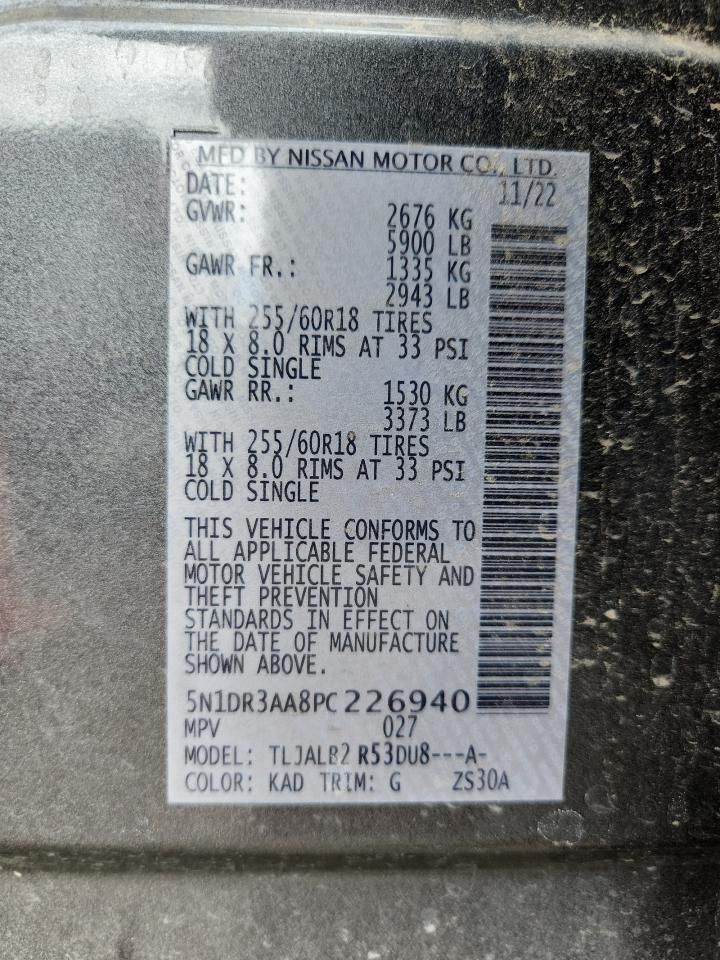 MFD BY NISSAN MOTOR CO., LTD.
DATE: 11/22
GVWR: 2676 KG
5900 LB
GAWR FR.: 1335 KG
2943 LB
WITH 255/60R18 TIRES
18 X 8.0 RIMS AT 33 PSI
COLD SINGLE
GAWR RR.: 1530 KG
3373 LB
WITH 255/60R18 TIRES
18 X 8.0 RIMS AT 33 PSI
COLD SINGLE
THIS VEHICLE CONFORMS TO
ALL APPLICABLE FEDERAL
MOTOR VEHICLE SAFETY AND
THEFT PREVENTION
STANDARDS IN EFFECT ON
THE DATE OF MANUFACTURE
SHOWN ABOVE.
5N1DR3AA8PC226940
MPV 027
MODEL: TLJALB2 R53DU8---A-
COLOR: KAD TRIM: G ZS30A